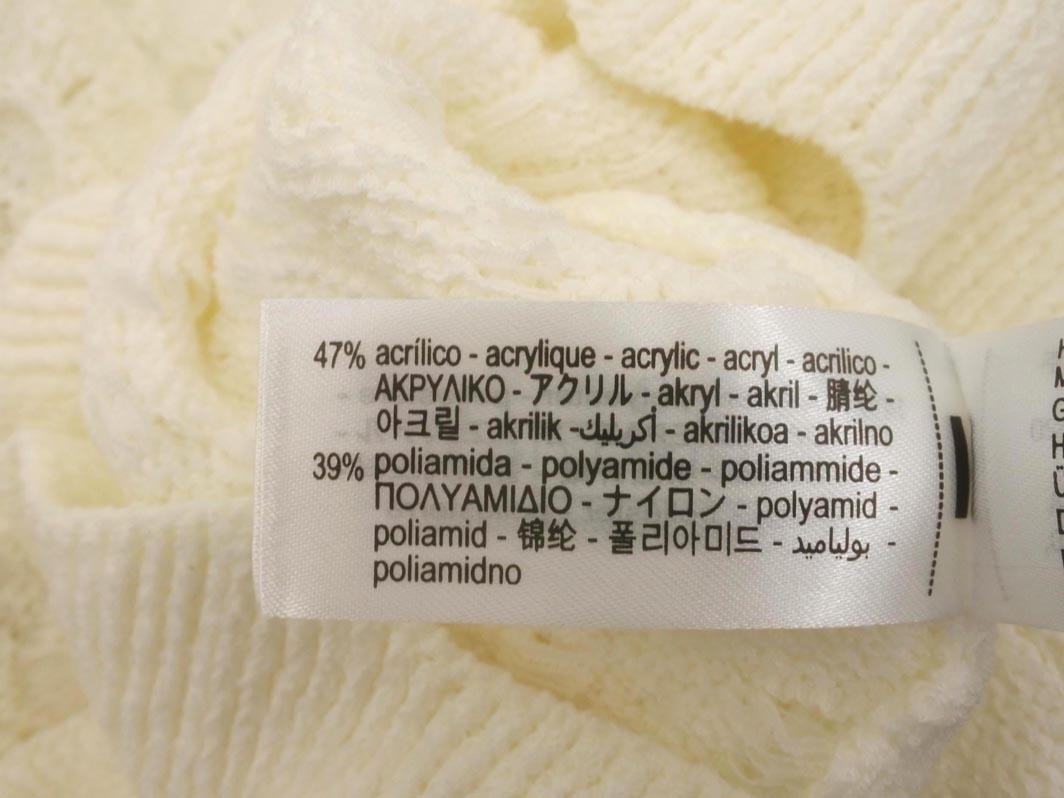 47% acrílico - acrylique - acrylic - acryl - acrilico -
ΑΚΡΥΛΙΚΟ - アクリル - akryl - akril - 腈纶 -
아크릴 - akrilik - أكريليك - akrilikoa - akrilno
39% poliamida - polyamide - poliammide -
ΠΟΛΥΑΜΙΔΙΟ - ナイロン - polyamid -
poliamid - 锦纶 - 폴리아미드 - بولياميد -
poliamidno